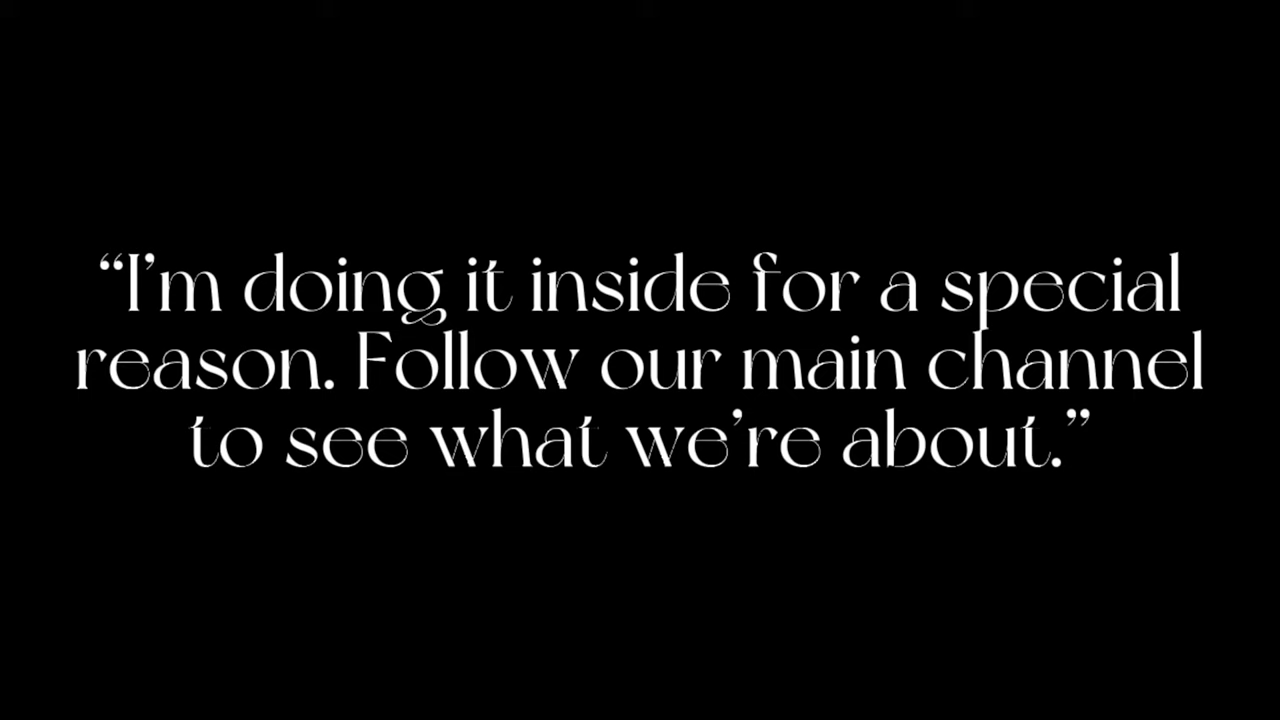 “I’m doing it inside for a special
reason. Follow our main channel
to see what we’re about.”